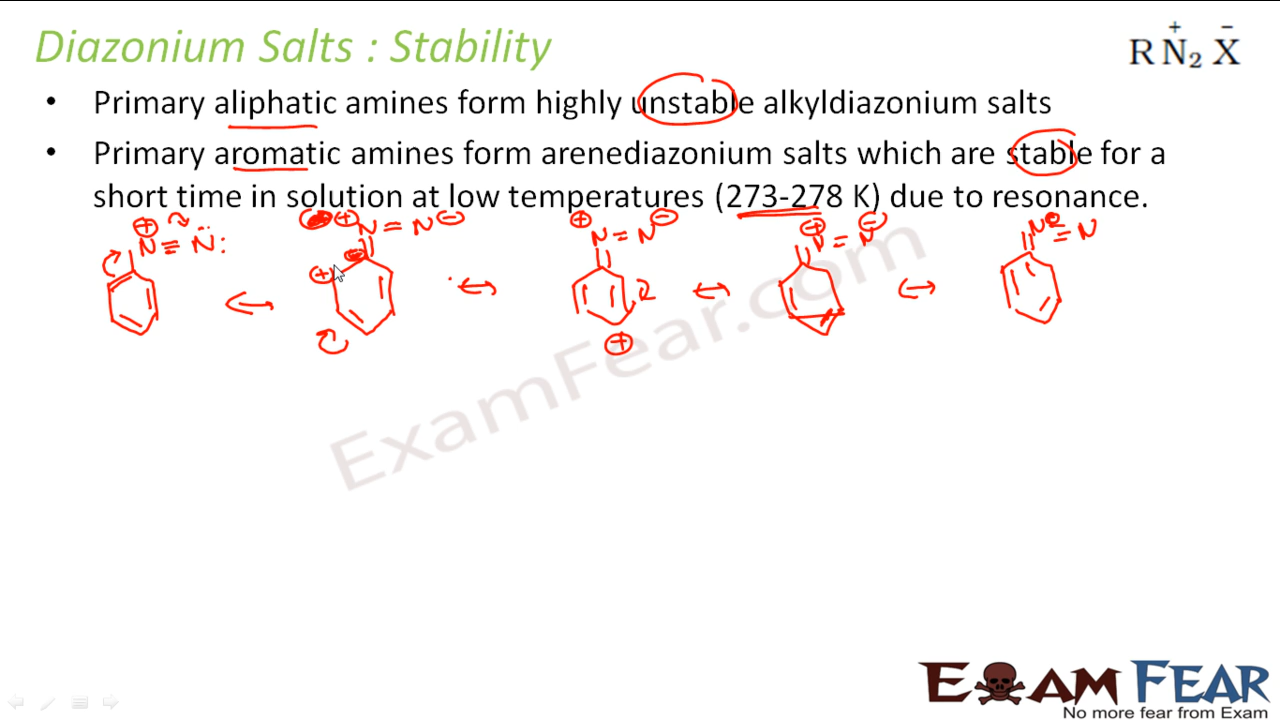 Diazonium Salts : Stability
+ −
R N₂ X
• Primary aliphatic amines form highly unstable alkyldiazonium salts
• Primary aromatic amines form arenediazonium salts which are stable for a
short time in solution at low temperatures (273-278 K) due to resonance.
⊕ N ≡ N̈ :
⊕ N = N ⊖
⊕ N = N ⊖
⊕ N = N ⊖
N = N
⊕
2
⊕
ExamFear.com
EXAM FEAR
No more fear from Exam